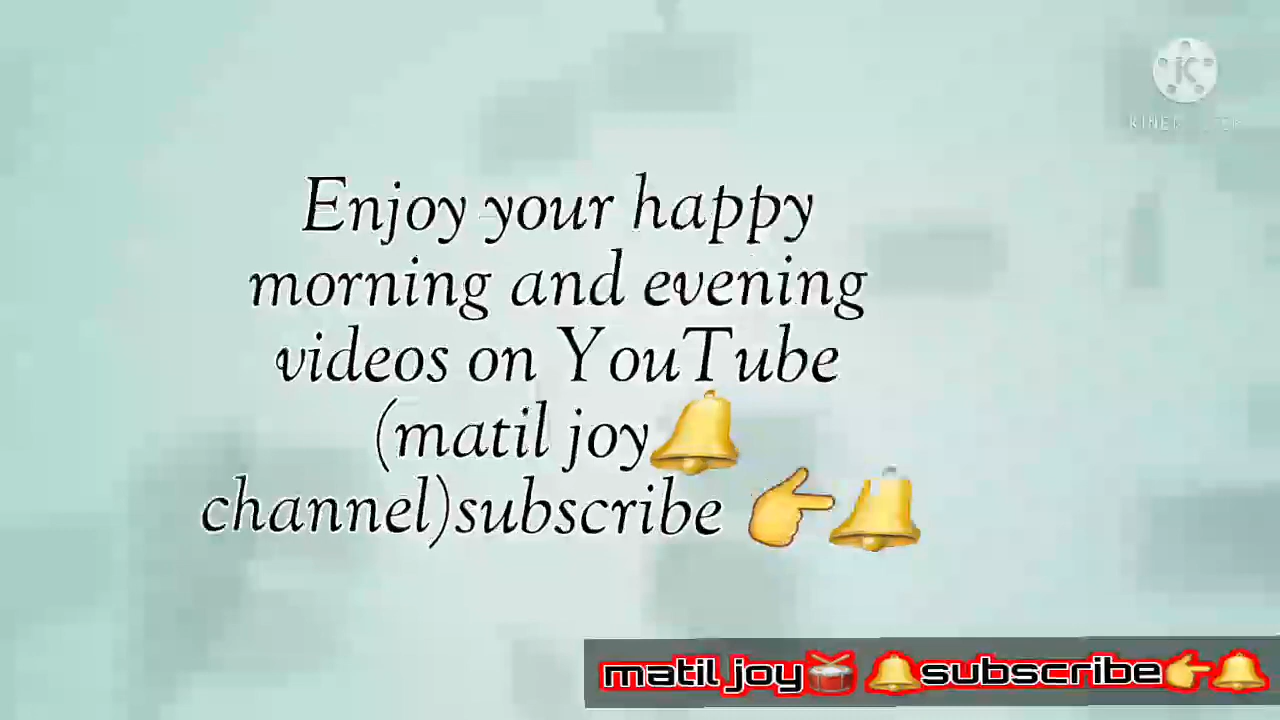 Enjoy your happy
morning and evening
videos on YouTube
(matil joy🔔
channel)subscribe 👉🔔
matil joy🥁 🔔subscribe👉🔔